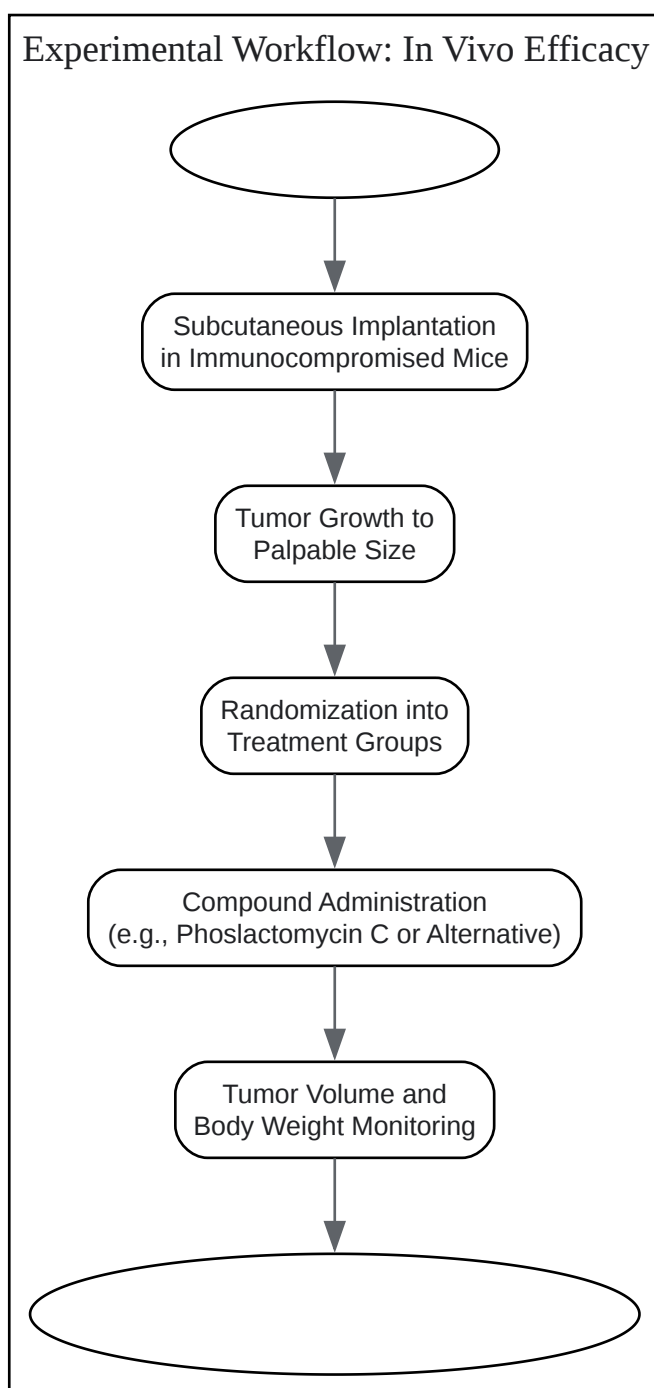 Experimental Workflow: In Vivo Efficacy
Subcutaneous Implantation
in Immunocompromised Mice
Tumor Growth to
Palpable Size
Randomization into
Treatment Groups
Compound Administration
(e.g., Phoslactomycin C or Alternative)
Tumor Volume and
Body Weight Monitoring